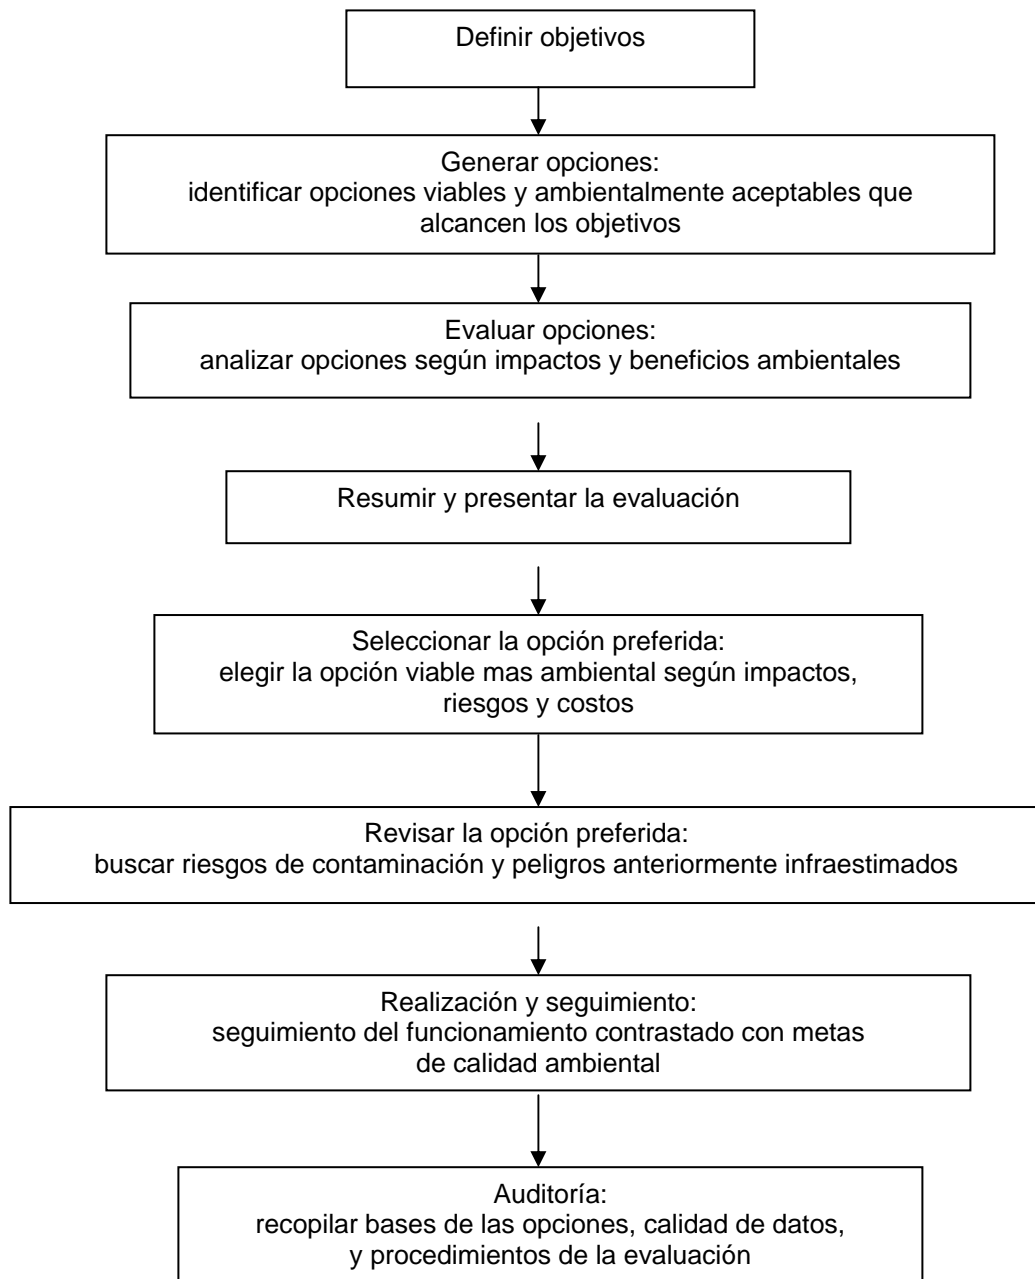 Definir objetivos
Generar opciones:
identificar opciones viables y ambientalmente aceptables que
alcancen los objetivos
Evaluar opciones:
analizar opciones según impactos y beneficios ambientales
Resumir y presentar la evaluación
Seleccionar la opción preferida:
elegir la opción viable mas ambiental según impactos,
riesgos y costos
Revisar la opción preferida:
buscar riesgos de contaminación y peligros anteriormente infraestimados
Realización y seguimiento:
seguimiento del funcionamiento contrastado con metas
de calidad ambiental
Auditoría:
recopilar bases de las opciones, calidad de datos,
y procedimientos de la evaluación